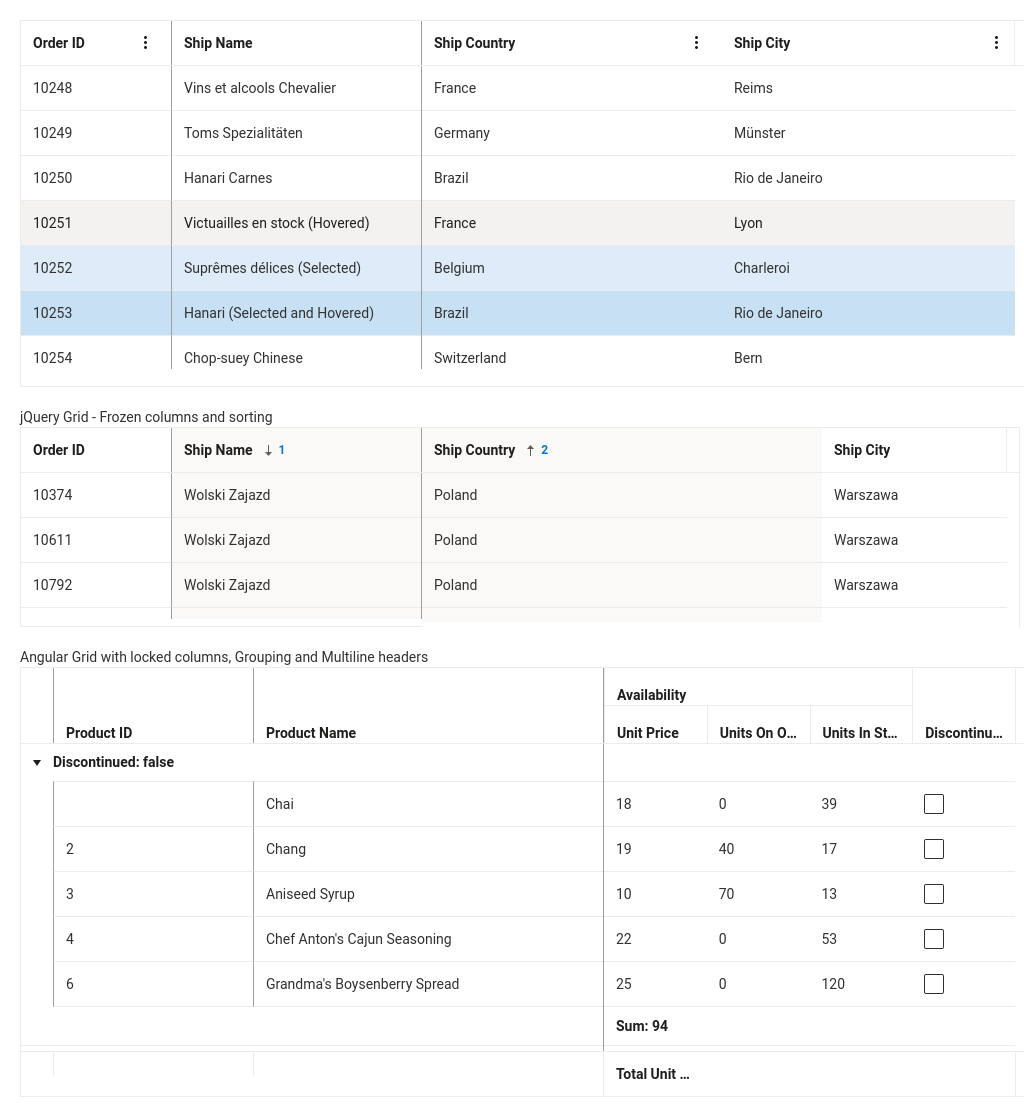 Order ID Ship Name Ship Country Ship City
10248 Vins et alcools Chevalier France Reims
10249 Toms Spezialitäten Germany Münster
10250 Hanari Carnes Brazil Rio de Janeiro
10251 Victuailles en stock (Hovered) France Lyon
10252 Suprêmes délices (Selected) Belgium Charleroi
10253 Hanari (Selected and Hovered) Brazil Rio de Janeiro
10254 Chop-suey Chinese Switzerland Bern
jQuery Grid - Frozen columns and sorting
Order ID Ship Name ↓ 1 Ship Country ↑ 2 Ship City
10374 Wolski Zajazd Poland Warszawa
10611 Wolski Zajazd Poland Warszawa
10792 Wolski Zajazd Poland Warszawa
Angular Grid with locked columns, Grouping and Multiline headers
Availability
Product ID Product Name Unit Price Units On O... Units In St... Discontinu...
Discontinued: false
Chai 18 0 39
2 Chang 19 40 17
3 Aniseed Syrup 10 70 13
4 Chef Anton's Cajun Seasoning 22 0 53
6 Grandma's Boysenberry Spread 25 0 120
Sum: 94
Total Unit ...